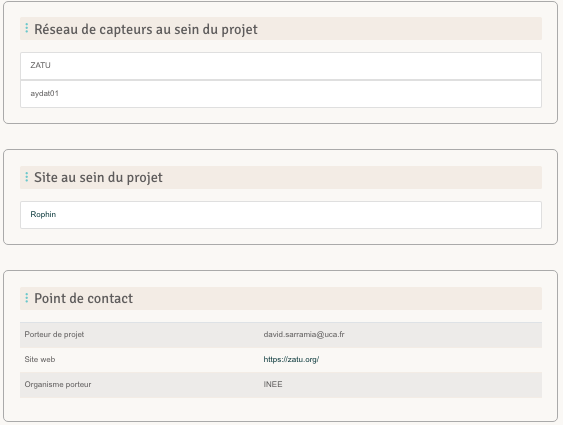 Réseau de capteurs au sein du projet
ZATU
aydat01
Site au sein du projet
Rophin
Point de contact
Porteur de projet david.sarramia@uca.fr
Site web https://zatu.org/
Organisme porteur INEE